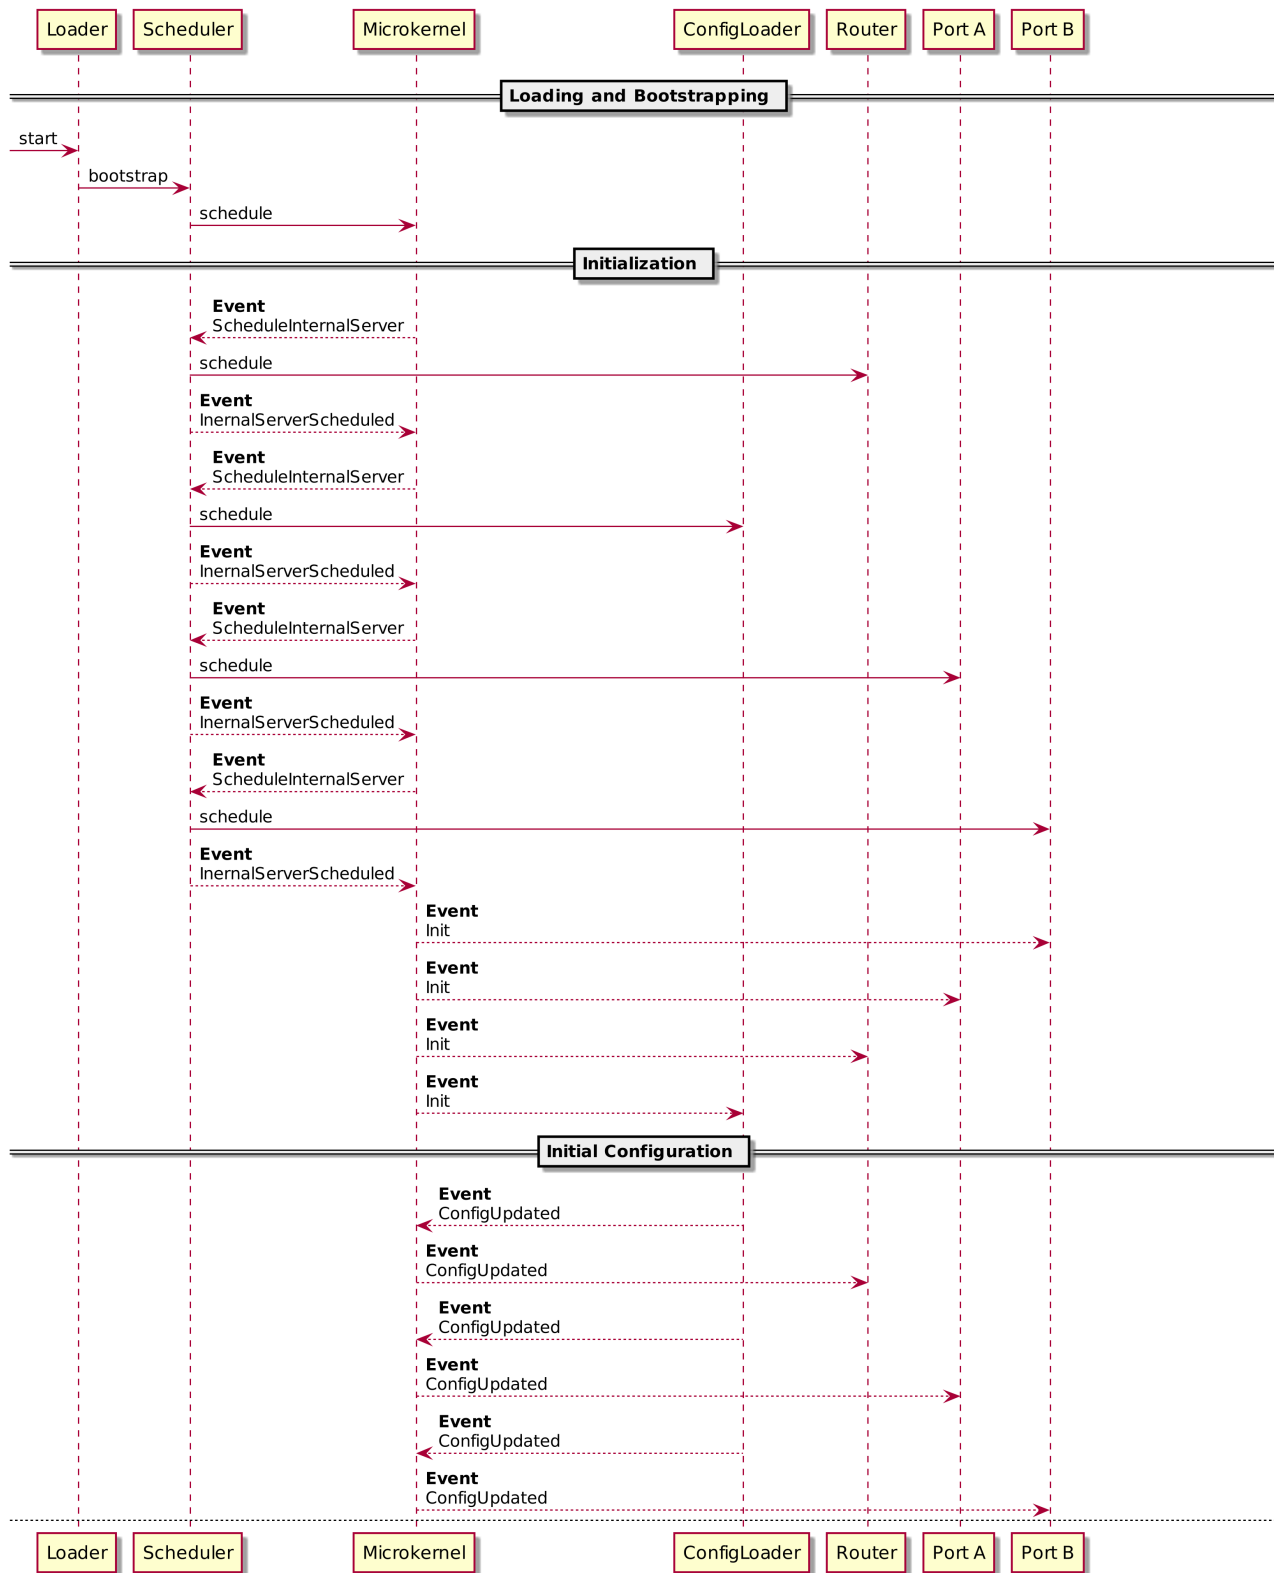 Loader Scheduler Microkernel ConfigLoader Router Port A Port B
Loading and Bootstrapping
start
bootstrap
schedule
Initialization
Event
ScheduleInternalServer
schedule
Event
InernalServerScheduled
Event
ScheduleInternalServer
schedule
Event
InernalServerScheduled
Event
ScheduleInternalServer
schedule
Event
InernalServerScheduled
Event
ScheduleInternalServer
schedule
Event
InernalServerScheduled
Event
Init
Event
Init
Event
Init
Event
Init
Initial Configuration
Event
ConfigUpdated
Event
ConfigUpdated
Event
ConfigUpdated
Event
ConfigUpdated
Event
ConfigUpdated
Event
ConfigUpdated
Loader Scheduler Microkernel ConfigLoader Router Port A Port B